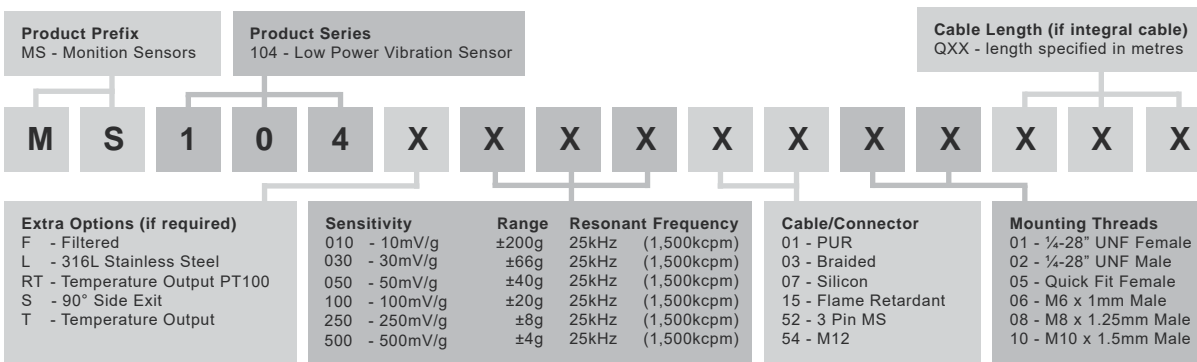 Product Prefix
MS - Monition Sensors
Product Series
104 - Low Power Vibration Sensor
Cable Length (if integral cable)
QXX - length specified in metres
M S 1 0 4 X X X X X X X X X X X
Extra Options (if required)
F - Filtered
L - 316L Stainless Steel
RT - Temperature Output PT100
S - 90° Side Exit
T - Temperature Output
Sensitivity Range Resonant Frequency
010 - 10mV/g ±200g 25kHz (1,500kcpm)
030 - 30mV/g ±66g 25kHz (1,500kcpm)
050 - 50mV/g ±40g 25kHz (1,500kcpm)
100 - 100mV/g ±20g 25kHz (1,500kcpm)
250 - 250mV/g ±8g 25kHz (1,500kcpm)
500 - 500mV/g ±4g 25kHz (1,500kcpm)
Cable/Connector
01 - PUR
03 - Braided
07 - Silicon
15 - Flame Retardant
52 - 3 Pin MS
54 - M12
Mounting Threads
01 - ¼-28” UNF Female
02 - ¼-28” UNF Male
05 - Quick Fit Female
06 - M6 x 1mm Male
08 - M8 x 1.25mm Male
10 - M10 x 1.5mm Male